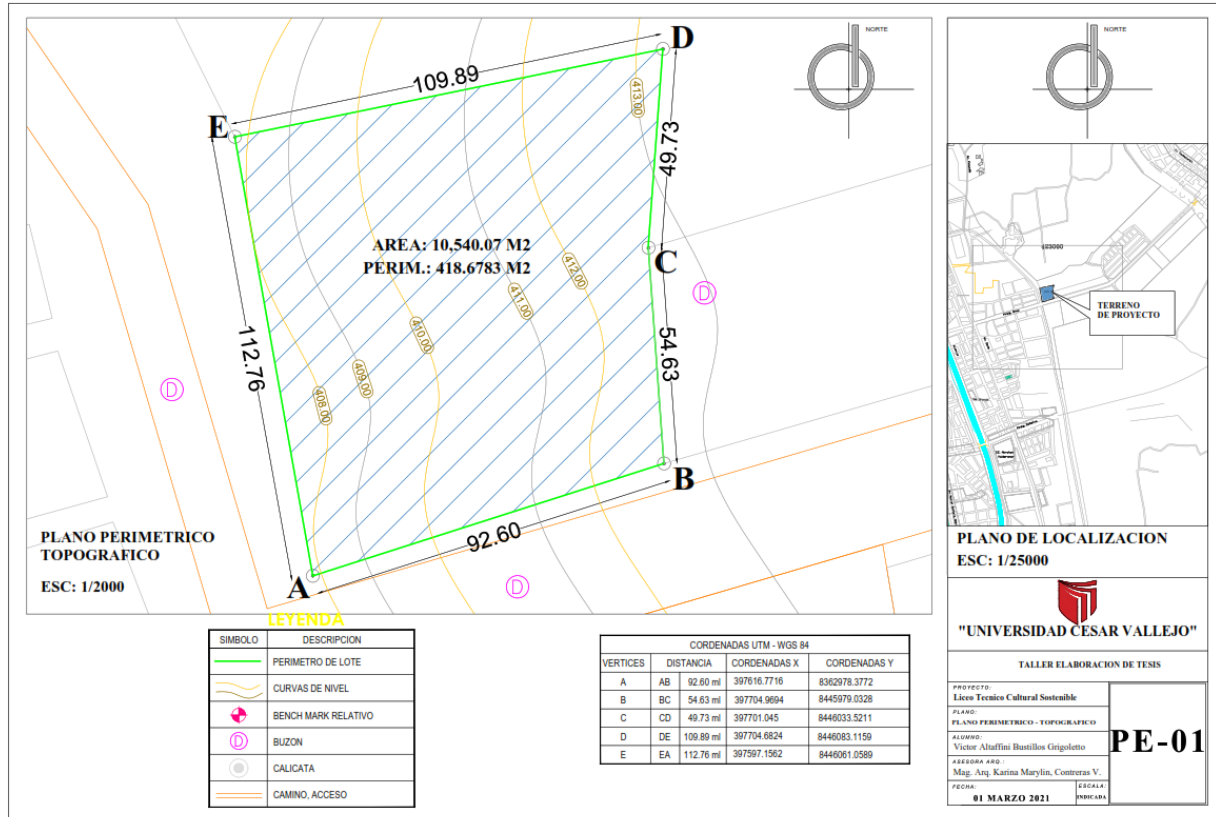 NORTE
D
109.89
E
413.00
49.73
AREA: 10,540.07 M2
PERIM.: 418.6783 M2
C
412.00
411.00
410.00
409.00
408.00
D
D
D
54.63
112.76
B
92.60
A
PLANO PERIMETRICO
TOPOGRAFICO
ESC: 1/2000
NORTE
TERRENO
DE PROYECTO
PLANO DE LOCALIZACION
ESC: 1/25000
LEYENDA
SIMBOLO DESCRIPCION
PERIMETRO DE LOTE
CURVAS DE NIVEL
BENCH MARK RELATIVO
D BUZON
CALICATA
CAMINO, ACCESO
CORDENADAS UTM - WGS 84
VERTICES DISTANCIA CORDENADAS X CORDENADAS Y
A AB 92.60 ml 397616.7716 8362978.3772
B BC 54.63 ml 397704.9694 8445979.0328
C CD 49.73 ml 397701.045 8446033.5211
D DE 109.89 ml 397704.6824 8446083.1159
E EA 112.76 ml 397597.1562 8446061.0589
"UNIVERSIDAD CESAR VALLEJO"
TALLER ELABORACION DE TESIS
PROYECTO:
Liceo Tecnico Cultural Sostenible
PLANO:
PLANO PERIMETRICO - TOPOGRAFICO
ALUMNO:
Victor Altaffini Bustillos Grigoletto
ASESORA ARQ.:
Mag. Arq. Karina Marylin, Contreras V.
FECHA:
01 MARZO 2021
ESCALA:
INDICADA
PE-01